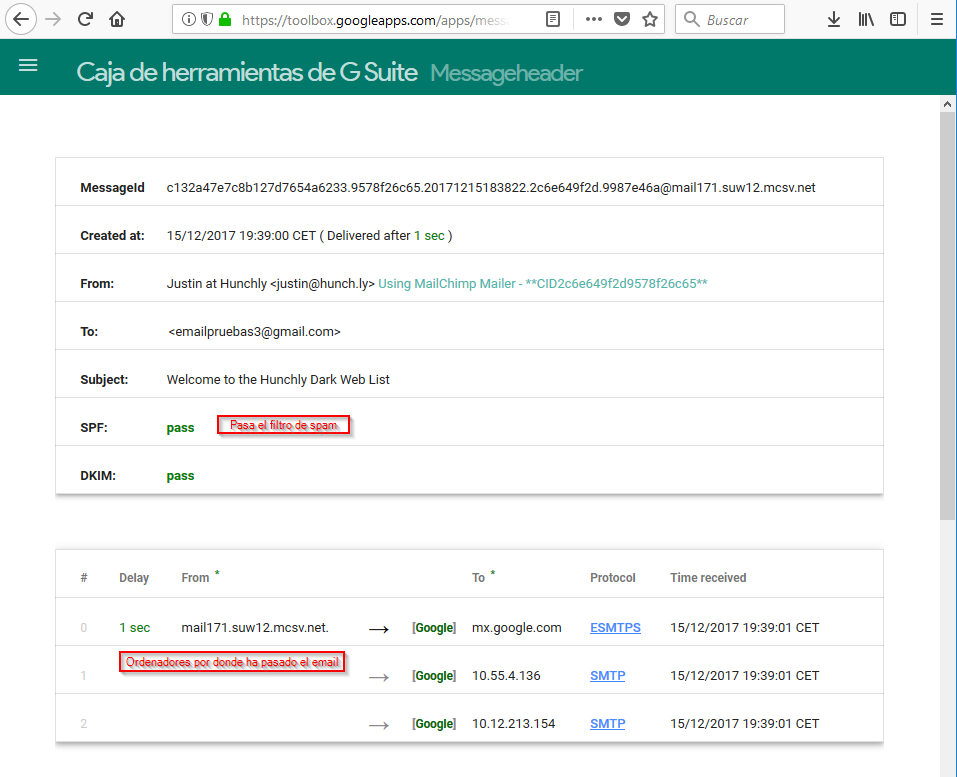 https://toolbox.googleapps.com/apps/mess
Buscar
Caja de herramientas de G Suite Messageheader
MessageId c132a47e7c8b127d7654a6233.9578f26c65.20171215183822.2c6e649f2d.9987e46a@mail171.suw12.mcsv.net
Created at: 15/12/2017 19:39:00 CET ( Delivered after 1 sec )
From: Justin at Hunchly <justin@hunch.ly> Using MailChimp Mailer - **CID2c6e649f2d9578f26c65**
To: <emailpruebas3@gmail.com>
Subject: Welcome to the Hunchly Dark Web List
SPF: pass Pasa el filtro de spam
DKIM: pass
# Delay From * To * Protocol Time received
0 1 sec mail171.suw12.mcsv.net. → [Google] mx.google.com ESMTPS 15/12/2017 19:39:01 CET
Ordenadores por donde ha pasado el email
1 → [Google] 10.55.4.136 SMTP 15/12/2017 19:39:01 CET
2 → [Google] 10.12.213.154 SMTP 15/12/2017 19:39:01 CET